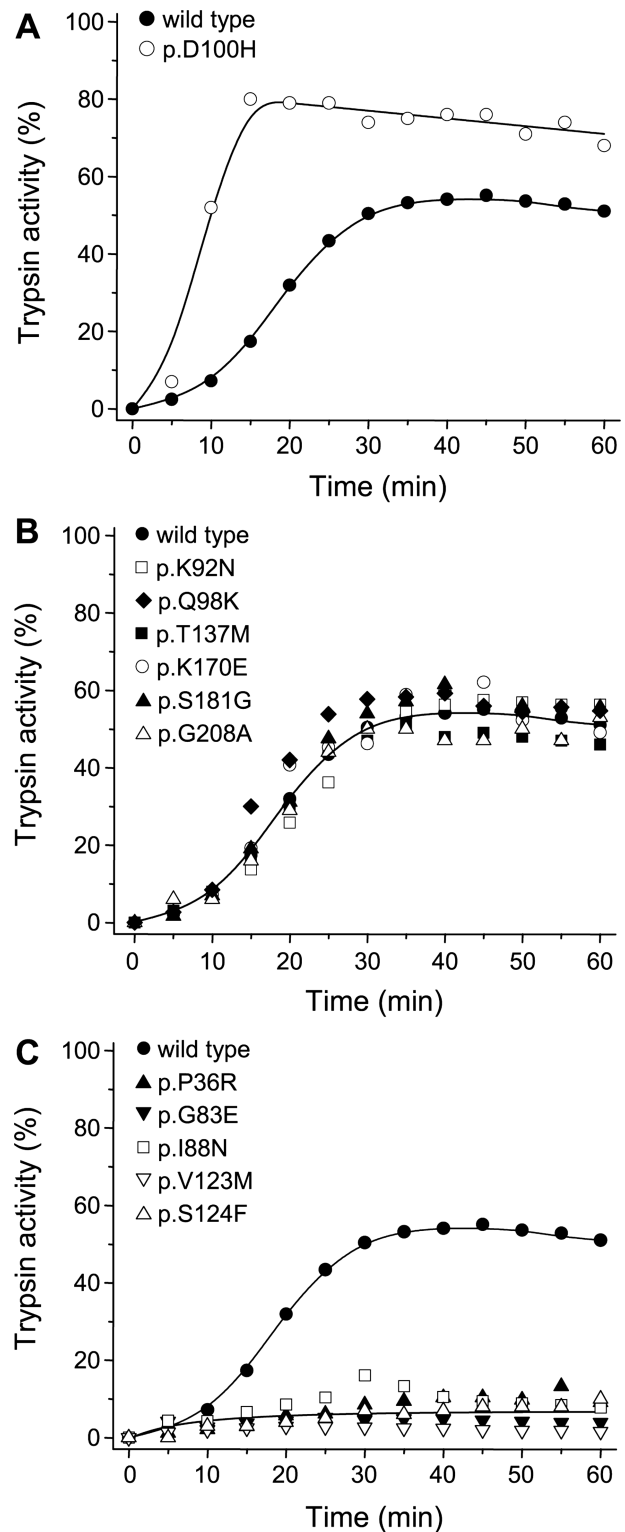 A
wild type
p.D100H
Trypsin activity (%)
100
80
60
40
20
0
0 10 20 30 40 50 60
Time (min)
B
wild type
p.K92N
p.Q98K
p.T137M
p.K170E
p.S181G
p.G208A
Trypsin activity (%)
100
80
60
40
20
0
0 10 20 30 40 50 60
Time (min)
C
wild type
p.P36R
p.G83E
p.I88N
p.V123M
p.S124F
Trypsin activity (%)
100
80
60
40
20
0
0 10 20 30 40 50 60
Time (min)